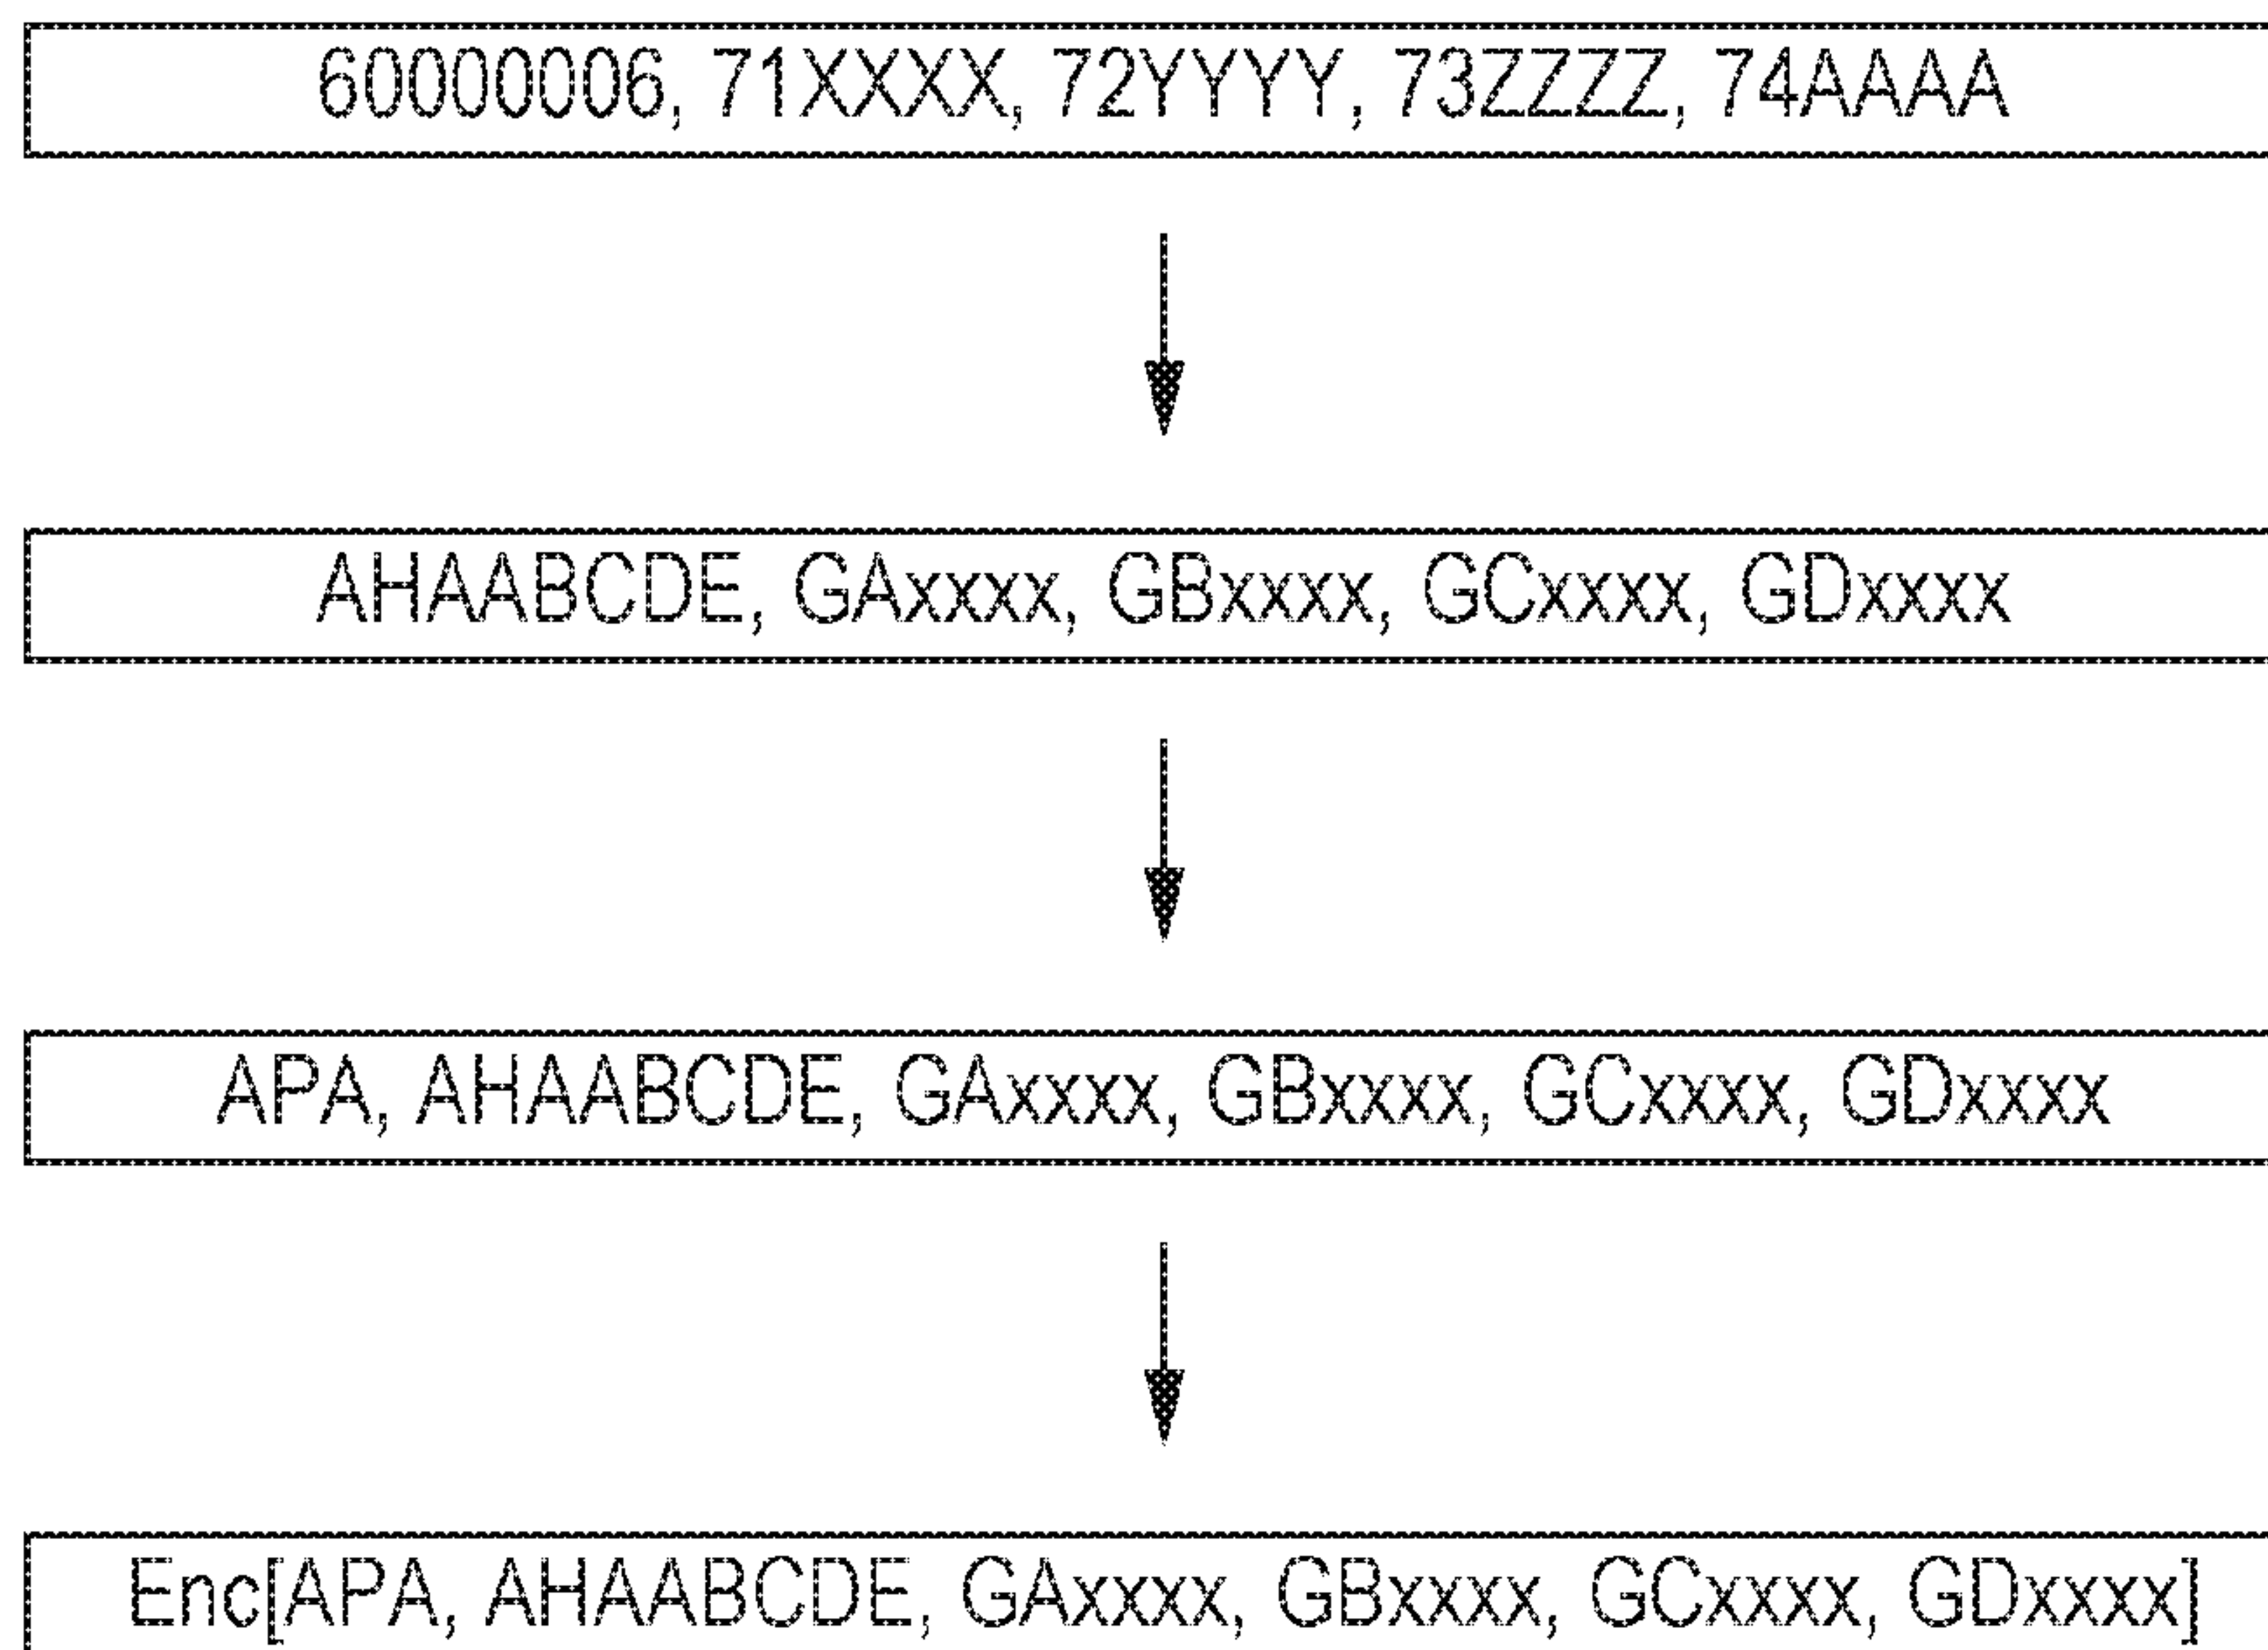 60000006, 71XXXX, 72YYYY, 73ZZZZ, 74AAAA
AHAABCDE, GAxxxx, GBxxxx, GCxxxx, GDxxxx
APA, AHAABCDE, GAxxxx, GBxxxx, GCxxxx, GDxxxx
Enc[APA, AHAABCDE, GAxxxx, GBxxxx, GCxxxx, GDxxxx]